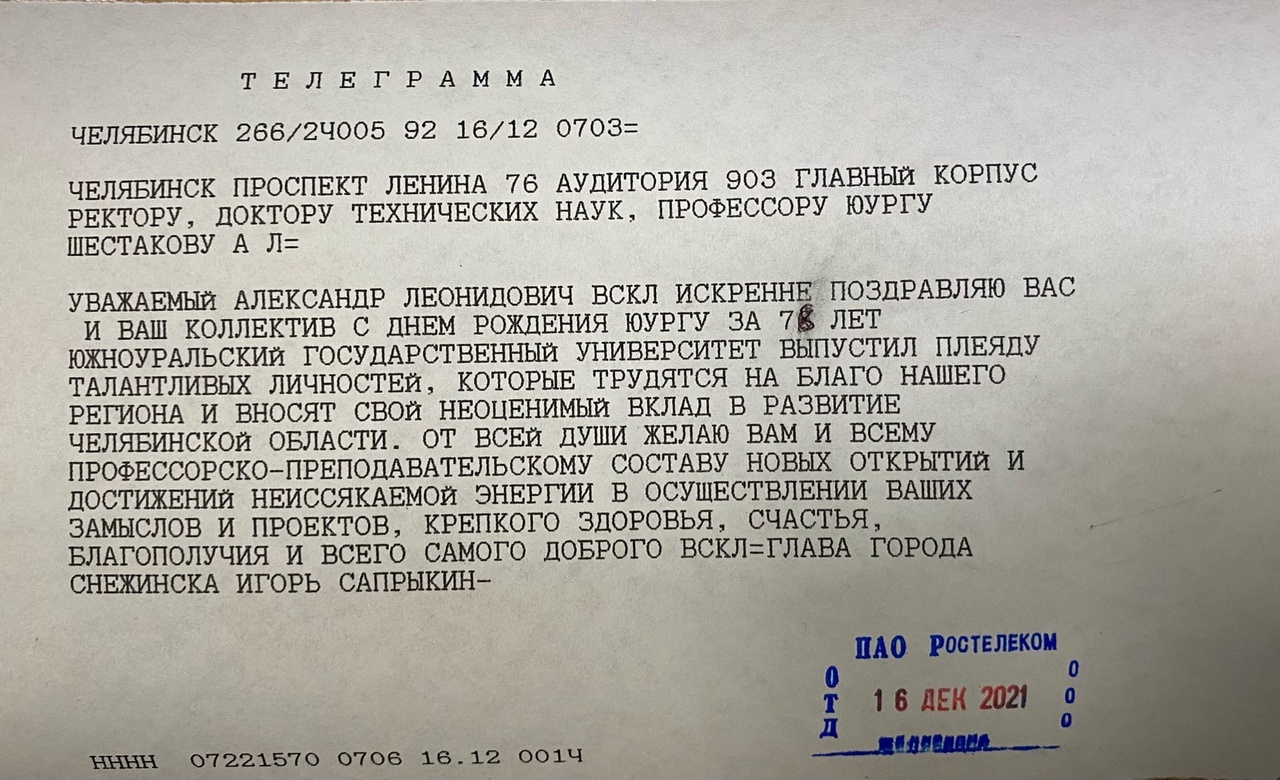 ТЕЛЕГРАММА
ЧЕЛЯБИНСК 266/2Ч005 92 16/12 0703=
ЧЕЛЯБИНСК ПРОСПЕКТ ЛЕНИНА 76 АУДИТОРИЯ 903 ГЛАВНЫЙ КОРПУС
РЕКТОРУ, ДОКТОРУ ТЕХНИЧЕСКИХ НАУК, ПРОФЕССОРУ ЮУРГУ
ШЕСТАКОВУ А Л=
УВАЖАЕМЫЙ АЛЕКСАНДР ЛЕОНИДОВИЧ ВСКЛ ИСКРЕННЕ ПОЗДРАВЛЯЮ ВАС
И ВАШ КОЛЛЕКТИВ С ДНЕМ РОЖДЕНИЯ ЮУРГУ ЗА ЛЕТ
ЮЖНОУРАЛЬСКИЙ ГОСУДАРСТВЕННЫЙ УНИВЕРСИТЕТ ВЫПУСТИЛ ПЛЕЯДУ
ТАЛАНТЛИВЫХ ЛИЧНОСТЕЙ, КОТОРЫЕ ТРУДЯТСЯ НА БЛАГО НАШЕГО
РЕГИОНА И ВНОСЯТ СВОЙ НЕОЦЕНИМЫЙ ВКЛАД В РАЗВИТИЕ
ЧЕЛЯБИНСКОЙ ОБЛАСТИ. ОТ ВСЕЙ ДУШИ ЖЕЛАЮ ВАМ И ВСЕМУ
ПРОФЕССОРСКО-ПРЕПОДАВАТЕЛЬСКОМУ СОСТАВУ НОВЫХ ОТКРЫТИЙ И
ДОСТИЖЕНИЙ НЕИССЯКАЕМОЙ ЭНЕРГИИ В ОСУЩЕСТВЛЕНИИ ВАШИХ
ЗАМЫСЛОВ И ПРОЕКТОВ, КРЕПКОГО ЗДОРОВЬЯ, СЧАСТЬЯ,
БЛАГОПОЛУЧИЯ И ВСЕГО САМОГО ДОБРОГО ВСКЛ=ГЛАВА ГОРОДА
СНЕЖИНСКА ИГОРЬ САПРЫКИН-
ПАО РОСТЕЛЕКОМ
ОТД
16 ДЕК 2021
000
НННН 07221570 0706 16.12 001Ч